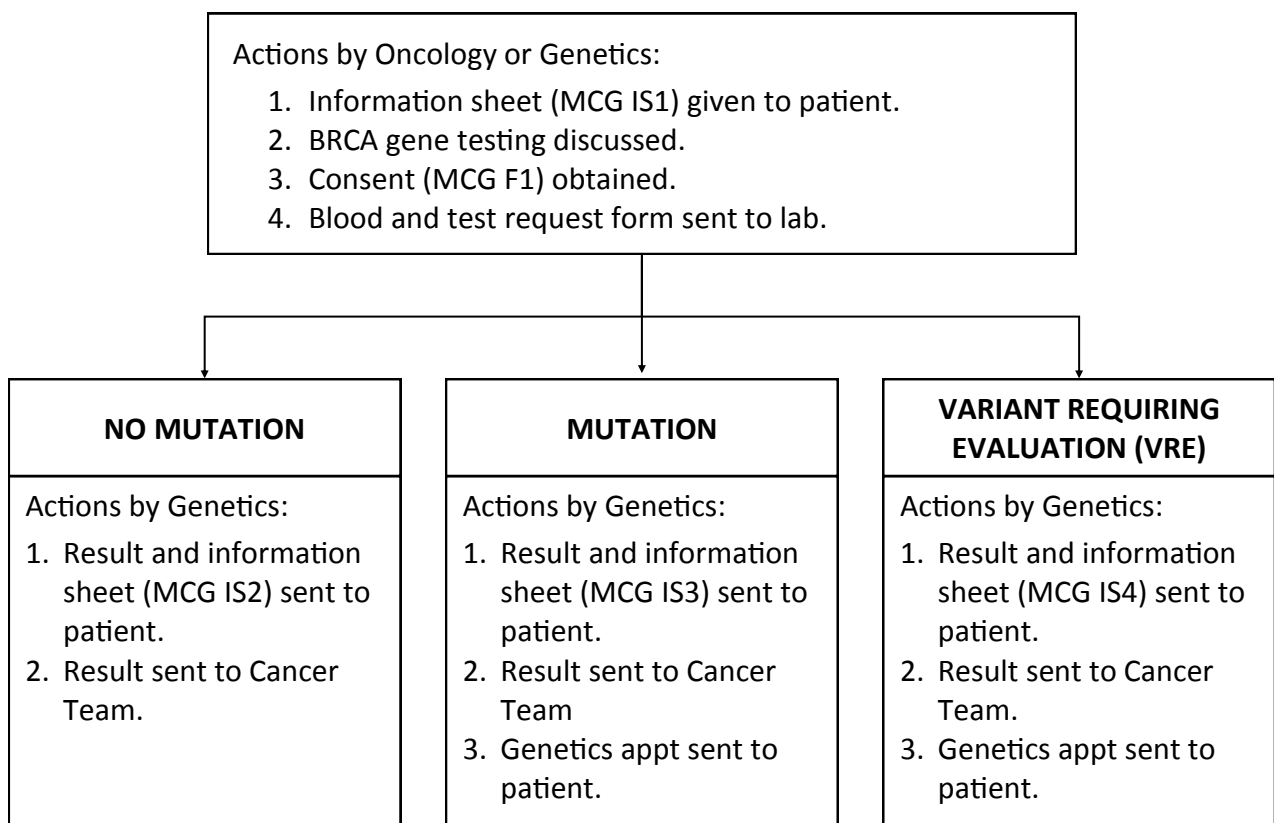 Actions by Oncology or Genetics:
1. Information sheet (MCG IS1) given to patient.
2. BRCA gene testing discussed.
3. Consent (MCG F1) obtained.
4. Blood and test request form sent to lab.
NO MUTATION
Actions by Genetics:
1. Result and information
sheet (MCG IS2) sent to
patient.
2. Result sent to Cancer
Team.
MUTATION
Actions by Genetics:
1. Result and information
sheet (MCG IS3) sent to
patient.
2. Result sent to Cancer
Team
3. Genetics appt sent to
patient.
VARIANT REQUIRING
EVALUATION (VRE)
Actions by Genetics:
1. Result and information
sheet (MCG IS4) sent to
patient.
2. Result sent to Cancer
Team.
3. Genetics appt sent to
patient.